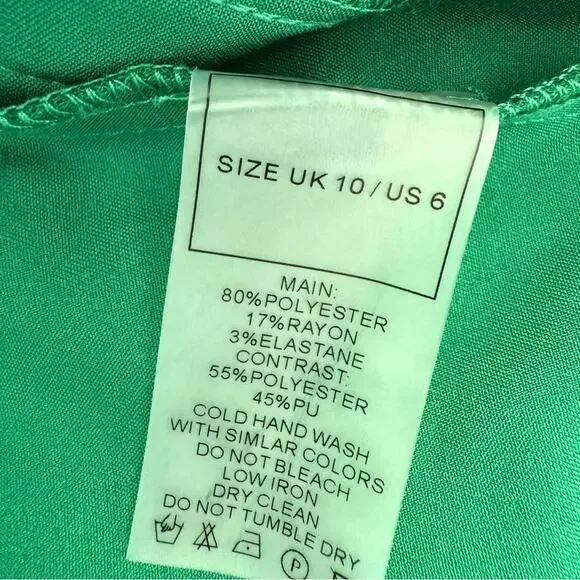 SIZE UK 10 / US 6
MAIN:
80%POLYESTER
17%RAYON
3%ELASTANE
CONTRAST:
55%POLYESTER
45%PU
COLD HAND WASH
WITH SIMLAR COLORS
DO NOT BLEACH
LOW IRON
DRY CLEAN
DO NOT TUMBLE DRY
P